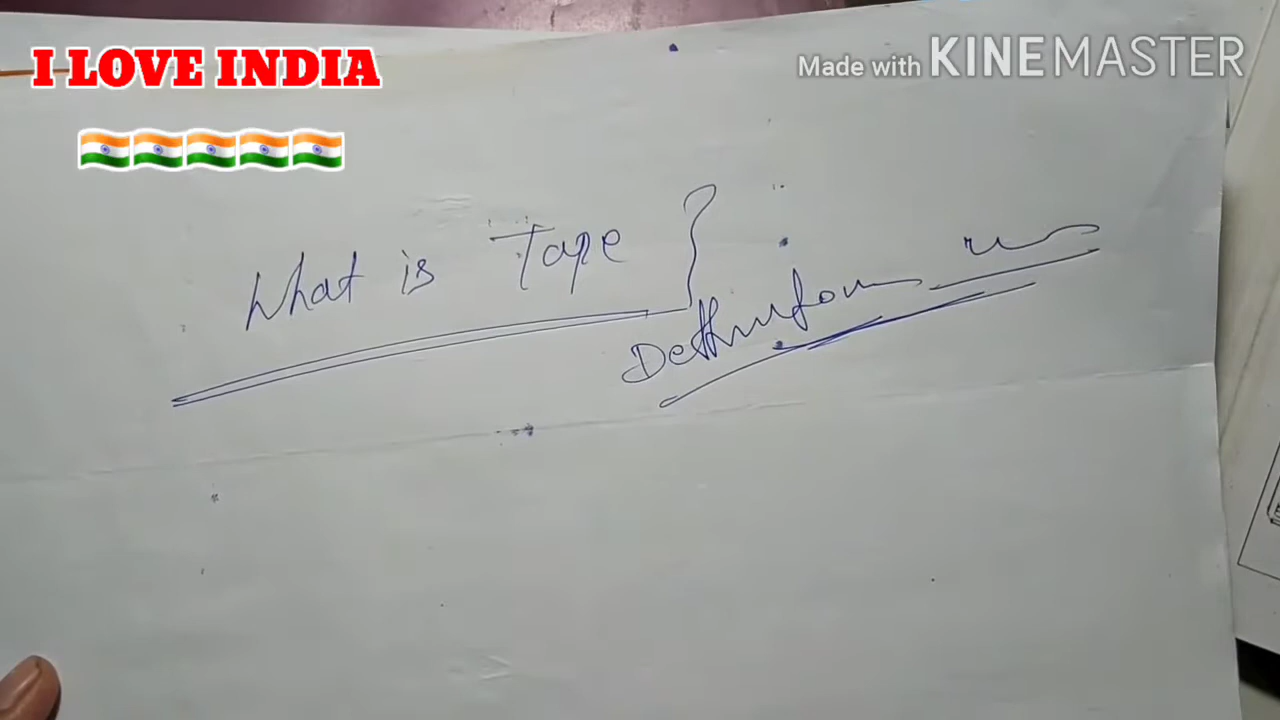 I LOVE INDIA
Made with KINEMASTER
🇮🇳🇮🇳🇮🇳🇮🇳🇮🇳
What is Tape ?